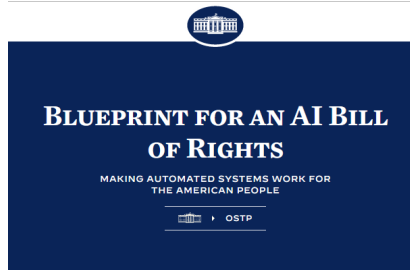 BLUEPRINT FOR AN AI BILL
OF RIGHTS
MAKING AUTOMATED SYSTEMS WORK FOR
THE AMERICAN PEOPLE
OSTP